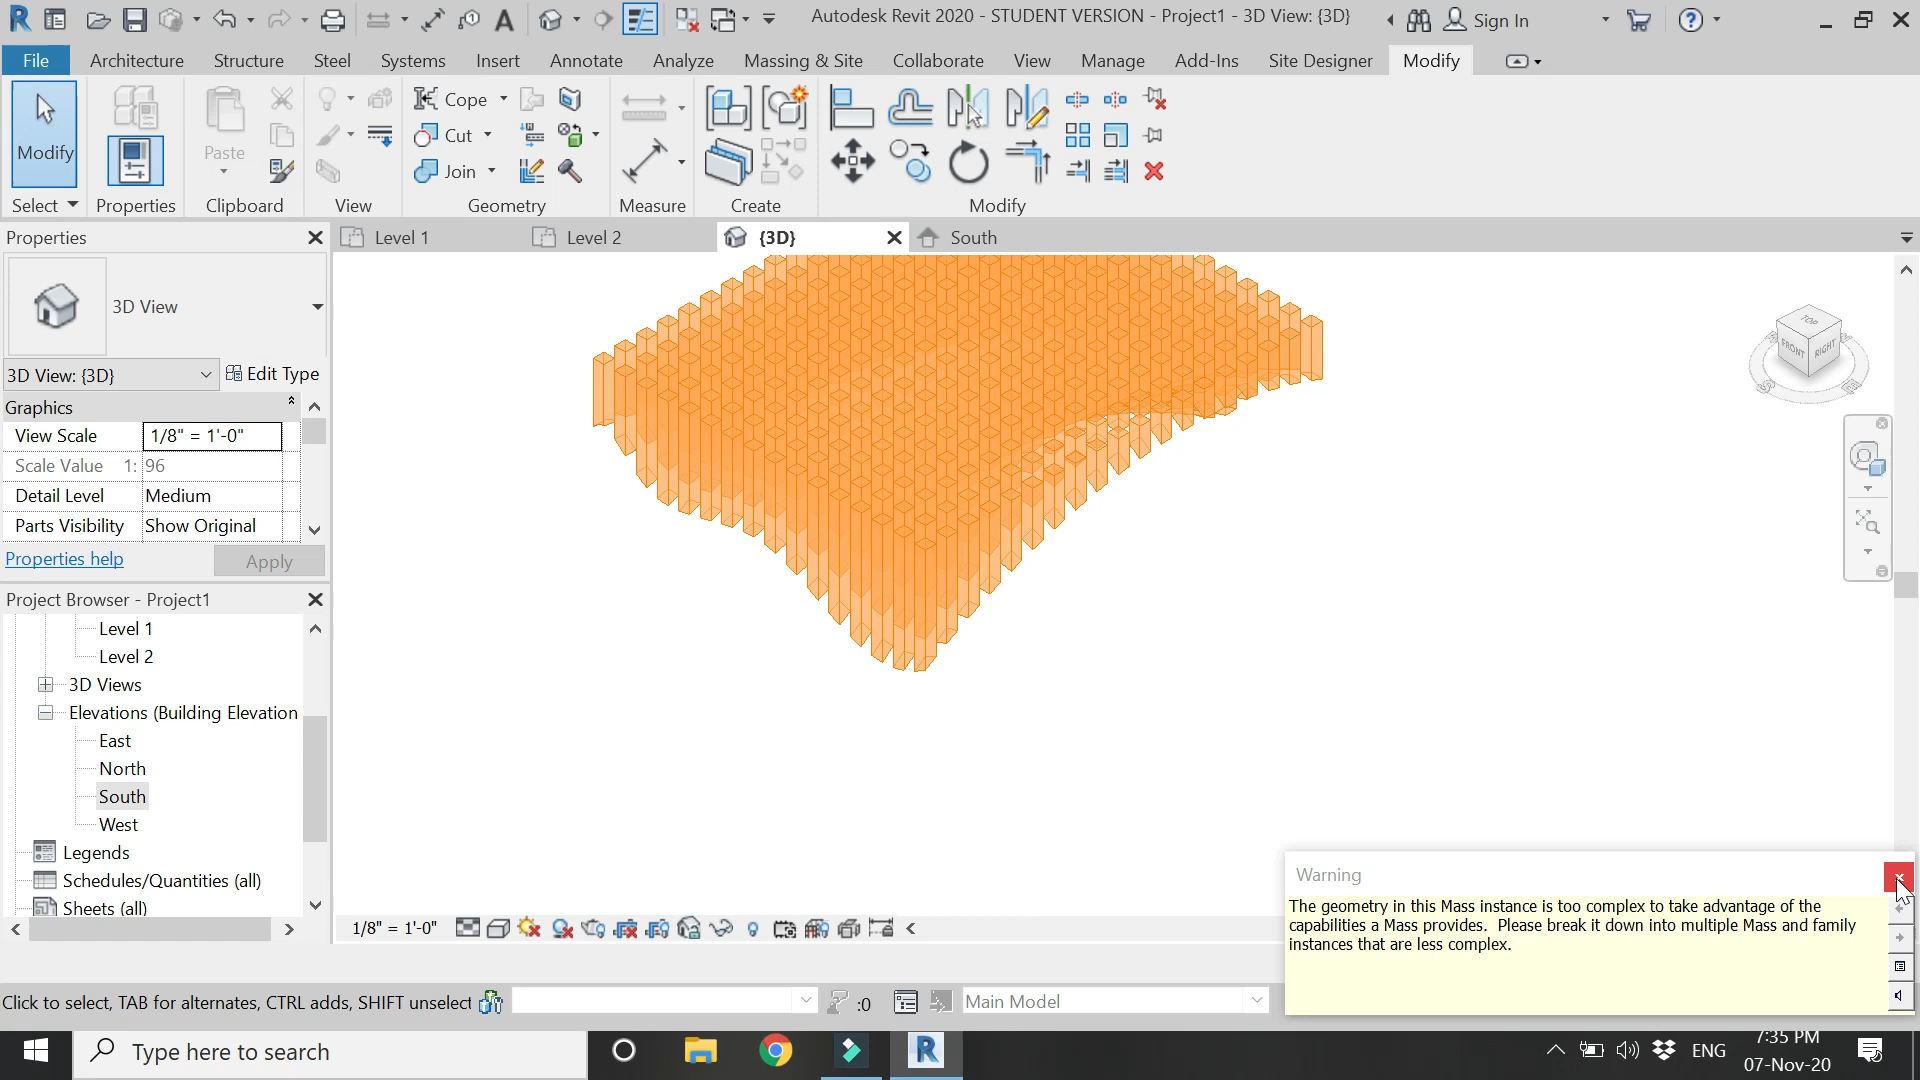 Autodesk Revit 2020 - STUDENT VERSION - Project1 - 3D View: {3D}
Sign In
File Architecture Structure Steel Systems Insert Annotate Analyze Massing & Site Collaborate View Manage Add-Ins Site Designer Modify
Modify
Paste
Cope
Cut
Join
Select Properties Clipboard View Geometry Measure Create Modify
Properties
Level 1
Level 2
{3D}
South
3D View
3D View: {3D}
Edit Type
Graphics
View Scale 1/8" = 1'-0"
Scale Value 1: 96
Detail Level Medium
Parts Visibility Show Original
Properties help
Apply
TOP
FRONT
RIGHT
S
E
Project Browser - Project1
Level 1
Level 2
3D Views
Elevations (Building Elevation
East
North
South
West
Legends
Schedules/Quantities (all)
Sheets (all)
1/8" = 1'-0"
Warning
The geometry in this Mass instance is too complex to take advantage of the
capabilities a Mass provides. Please break it down into multiple Mass and family
instances that are less complex.
Click to select, TAB for alternates, CTRL adds, SHIFT unselect
:0
Main Model
Type here to search
ENG
7:35 PM
07-Nov-20